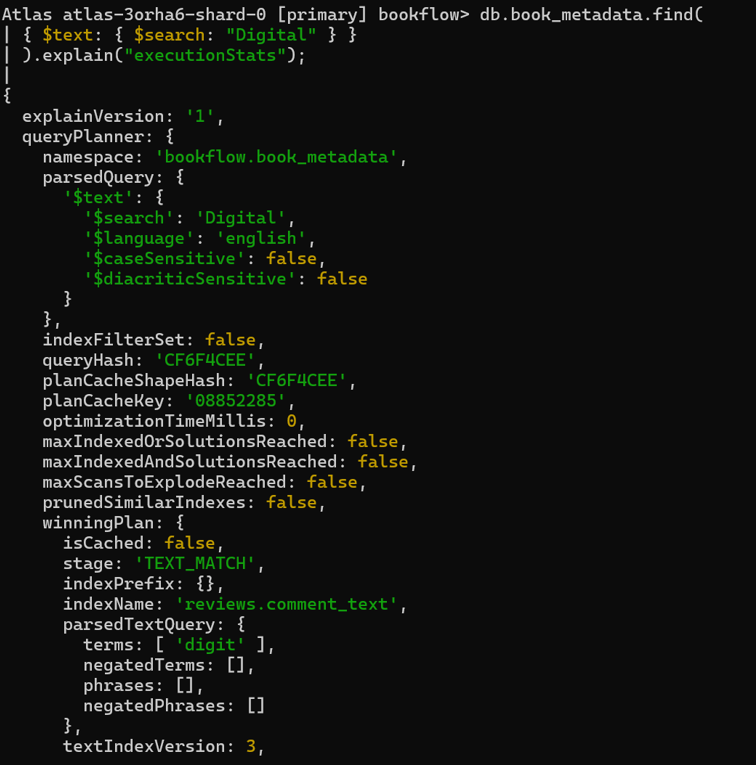 Atlas atlas-3orha6-shard-0 [primary] bookflow> db.book_metadata.find(
| { $text: { $search: "Digital" } }
| ).explain("executionStats");
|
{
  explainVersion: '1',
  queryPlanner: {
    namespace: 'bookflow.book_metadata',
    parsedQuery: {
      '$text': {
        '$search': 'Digital',
        '$language': 'english',
        '$caseSensitive': false,
        '$diacriticSensitive': false
      }
    },
    indexFilterSet: false,
    queryHash: 'CF6F4CEE',
    planCacheShapeHash: 'CF6F4CEE',
    planCacheKey: '08852285',
    optimizationTimeMillis: 0,
    maxIndexedOrSolutionsReached: false,
    maxIndexedAndSolutionsReached: false,
    maxScansToExplodeReached: false,
    prunedSimilarIndexes: false,
    winningPlan: {
      isCached: false,
      stage: 'TEXT_MATCH',
      indexPrefix: {},
      indexName: 'reviews.comment_text',
      parsedTextQuery: {
        terms: [ 'digit' ],
        negatedTerms: [],
        phrases: [],
        negatedPhrases: []
      },
      textIndexVersion: 3,